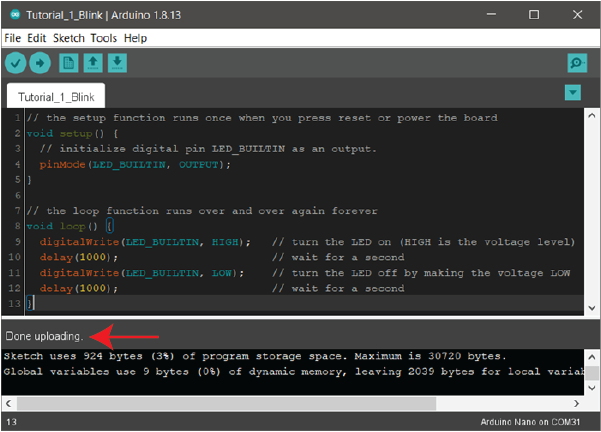 Tutorial_1_Blink | Arduino 1.8.13
File Edit Sketch Tools Help
Tutorial_1_Blink
1 // the setup function runs once when you press reset or power the board
2 void setup() {
3 // initialize digital pin LED_BUILTIN as an output.
4 pinMode(LED_BUILTIN, OUTPUT);
5 }
6
7 // the loop function runs over and over again forever
8 void loop() {
9 digitalWrite(LED_BUILTIN, HIGH); // turn the LED on (HIGH is the voltage level)
10 delay(1000); // wait for a second
11 digitalWrite(LED_BUILTIN, LOW); // turn the LED off by making the voltage LOW
12 delay(1000); // wait for a second
13 }
Done uploading.
Sketch uses 924 bytes (3%) of program storage space. Maximum is 30720 bytes.
Global variables use 9 bytes (0%) of dynamic memory, leaving 2039 bytes for local
13 Arduino Nano on COM31